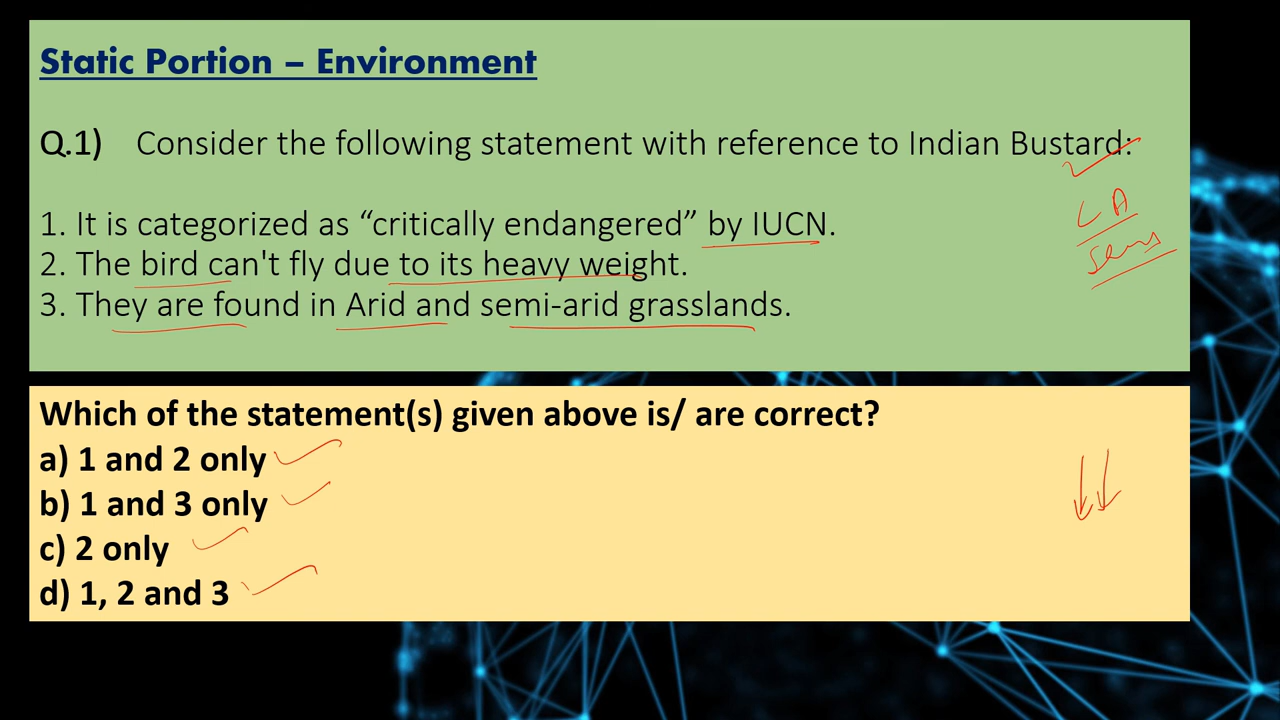 Static Portion – Environment
Q.1) Consider the following statement with reference to Indian Bustard:
1. It is categorized as “critically endangered” by IUCN.
2. The bird can't fly due to its heavy weight.
3. They are found in Arid and semi-arid grasslands.
Which of the statement(s) given above is/ are correct?
a) 1 and 2 only
b) 1 and 3 only
c) 2 only
d) 1, 2 and 3